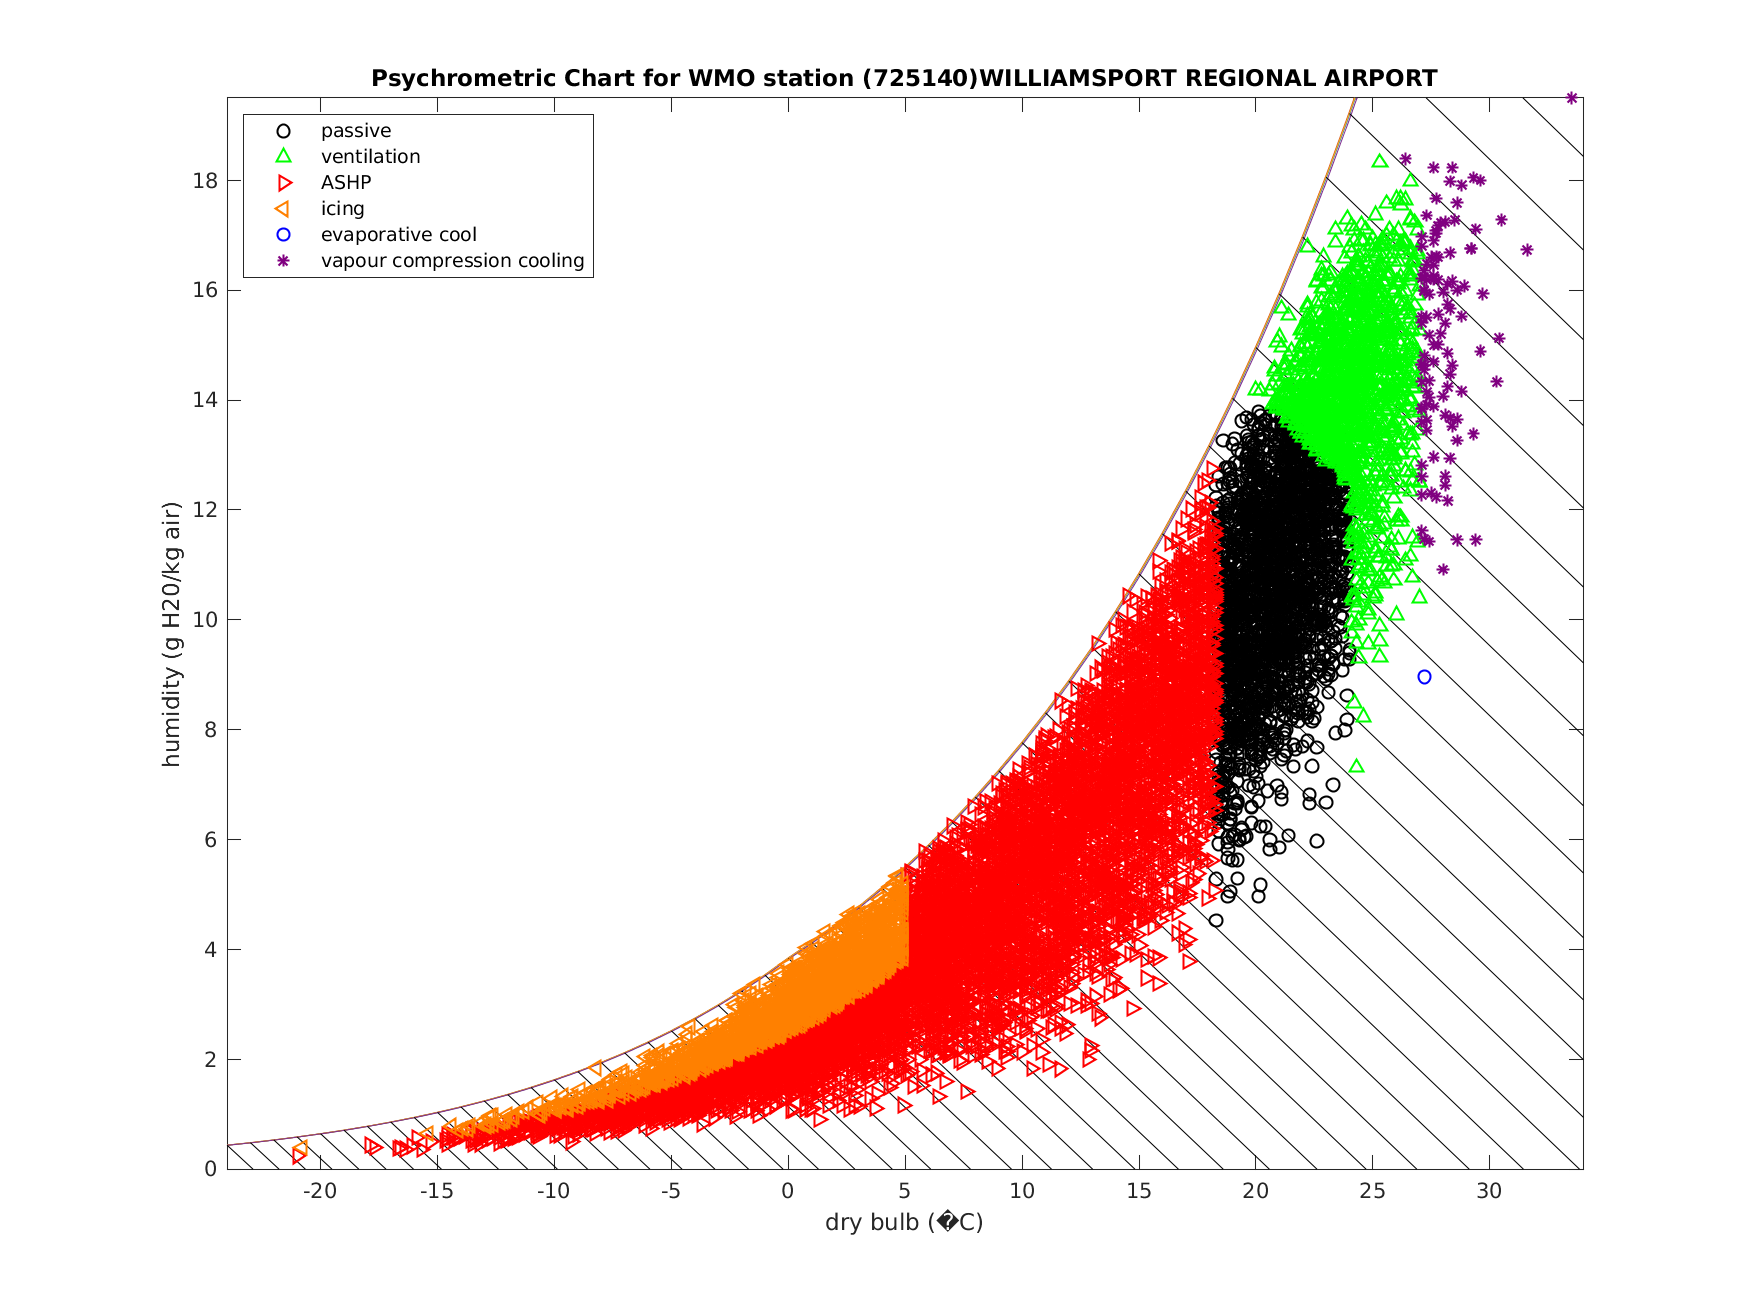 Psychrometric Chart for WMO station (725140)WILLIAMSPORT REGIONAL AIRPORT
passive
ventilation
ASHP
icing
evaporative cool
vapour compression cooling
humidity (g H20/kg air)
18
16
14
12
10
8
6
4
2
0
-20 -15 -10 -5 0 5 10 15 20 25 30
dry bulb (�C)